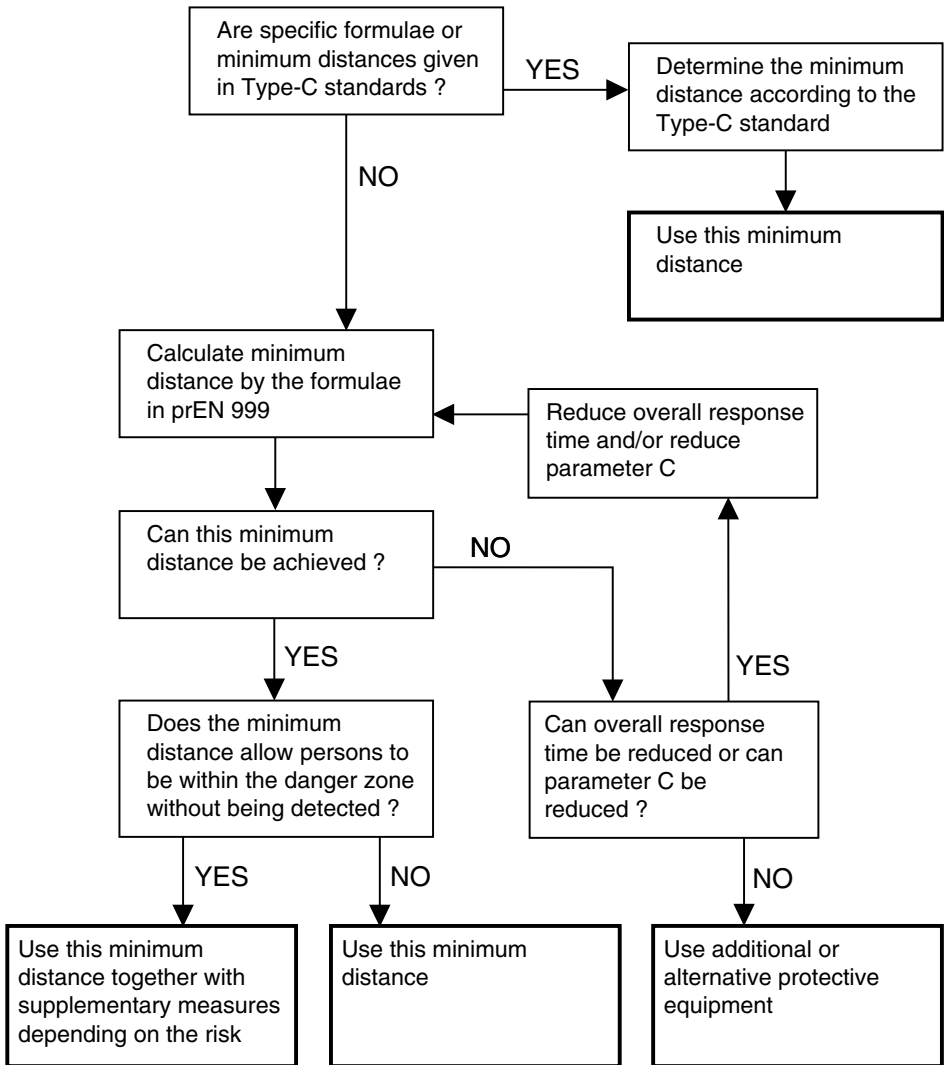 Are specific formulae or
minimum distances given
in Type-C standards ?
YES
Determine the minimum
distance according to the
Type-C standard
NO
Use this minimum
distance
Calculate minimum
distance by the formulae
in prEN 999
Reduce overall response
time and/or reduce
parameter C
Can this minimum
distance be achieved ?
NO
YES
YES
Does the minimum
distance allow persons to
be within the danger zone
without being detected ?
Can overall response
time be reduced or can
parameter C be
reduced ?
YES
NO
NO
Use this minimum
distance together with
supplementary measures
depending on the risk
Use this minimum
distance
Use additional or
alternative protective
equipment